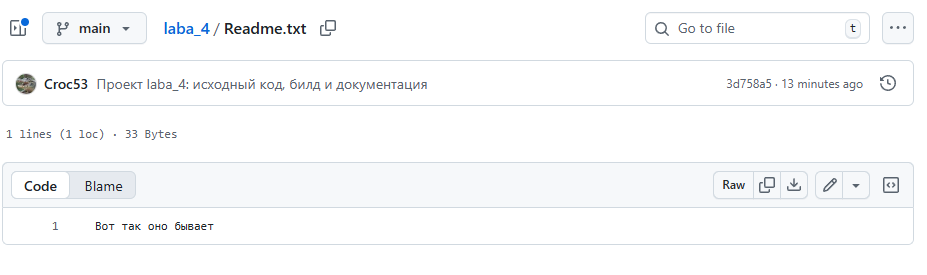 main
laba_4 / Readme.txt
Go to file
t
Croc53 Проект laba_4: исходный код, билд и документация
3d758a5 · 13 minutes ago
1 lines (1 loc) · 33 Bytes
Code Blame
Raw
1 Вот так оно бывает